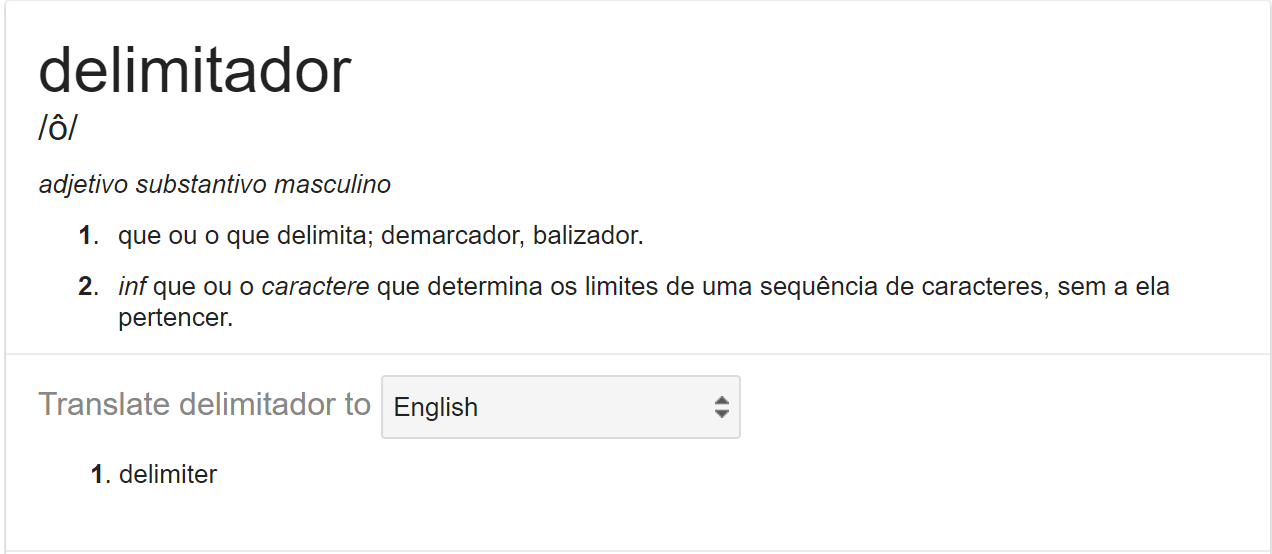 delimitador
/ô/
adjetivo substantivo masculino
1. que ou o que delimita; demarcador, balizador.
2. inf que ou o caractere que determina os limites de uma sequência de caracteres, sem a ela
pertencer.
Translate delimitador to English
1. delimiter